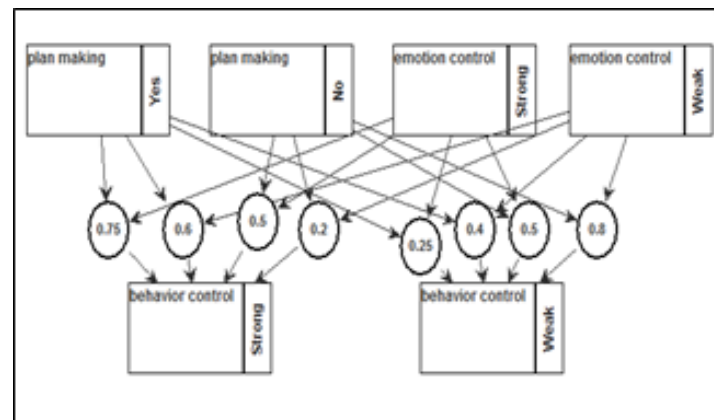 plan making
Yes
plan making
No
emotion control
Strong
emotion control
Weak
0.75
0.6
0.5
0.2
0.25
0.4
0.5
0.8
behavior control
Strong
behavior control
Weak